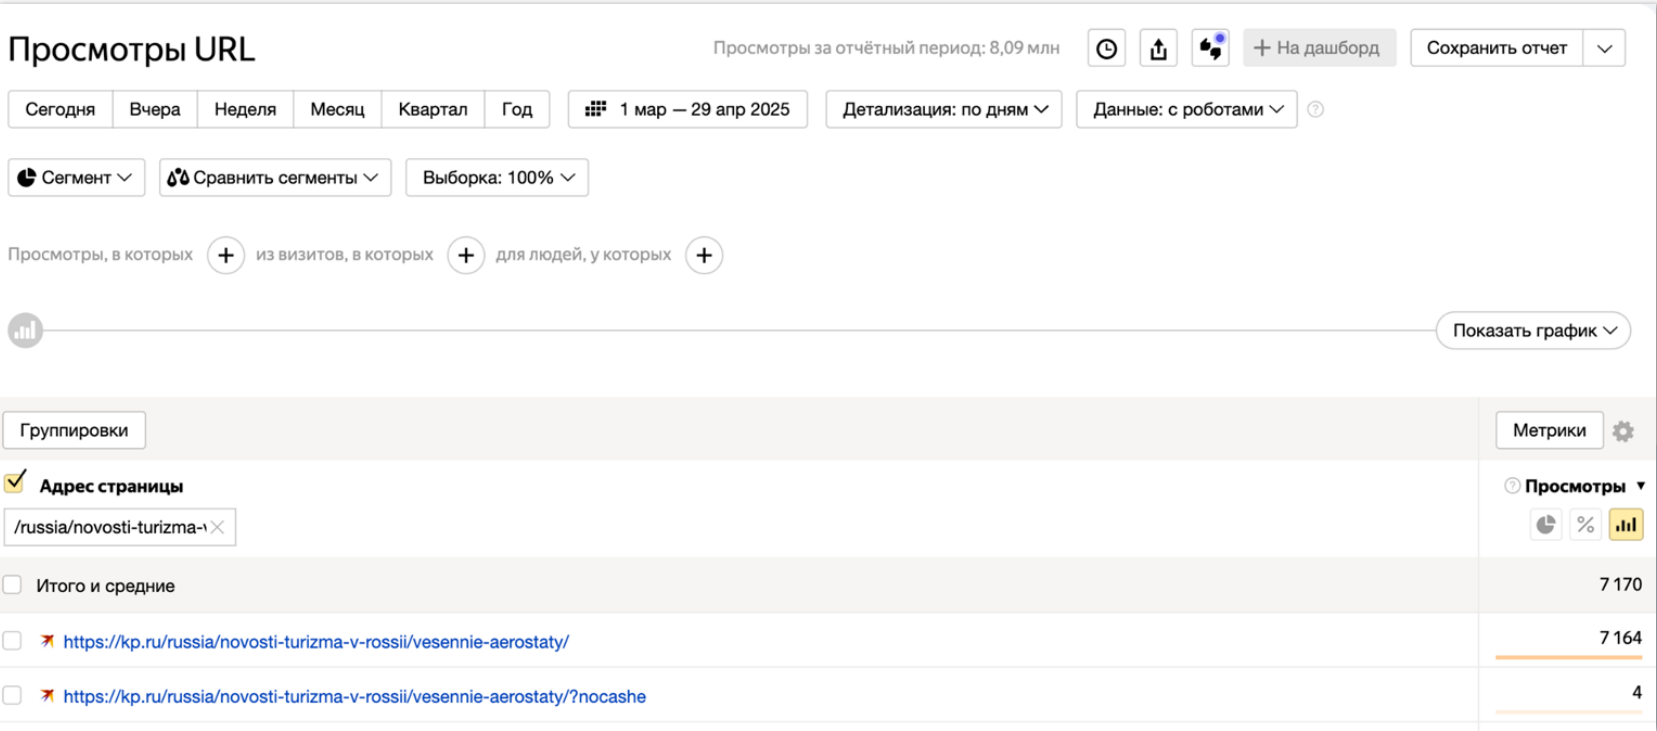 Просмотры URL
Просмотры за отчётный период: 8,09 млн
На дашборд
Сохранить отчет
Сегодня Вчера Неделя Месяц Квартал Год
1 мар — 29 апр 2025
Детализация: по дням
Данные: с роботами
?
Сегмент
Сравнить сегменты
Выборка: 100%
Просмотры, в которых + из визитов, в которых + для людей, у которых +
Показать график
Группировки
Метрики
Адрес страницы
? Просмотры
/russia/novosti-turizma-
%
Итого и средние
7 170
https://kp.ru/russia/novosti-turizma-v-rossii/vesennie-aerostaty/
7 164
https://kp.ru/russia/novosti-turizma-v-rossii/vesennie-aerostaty/?nocashe
4